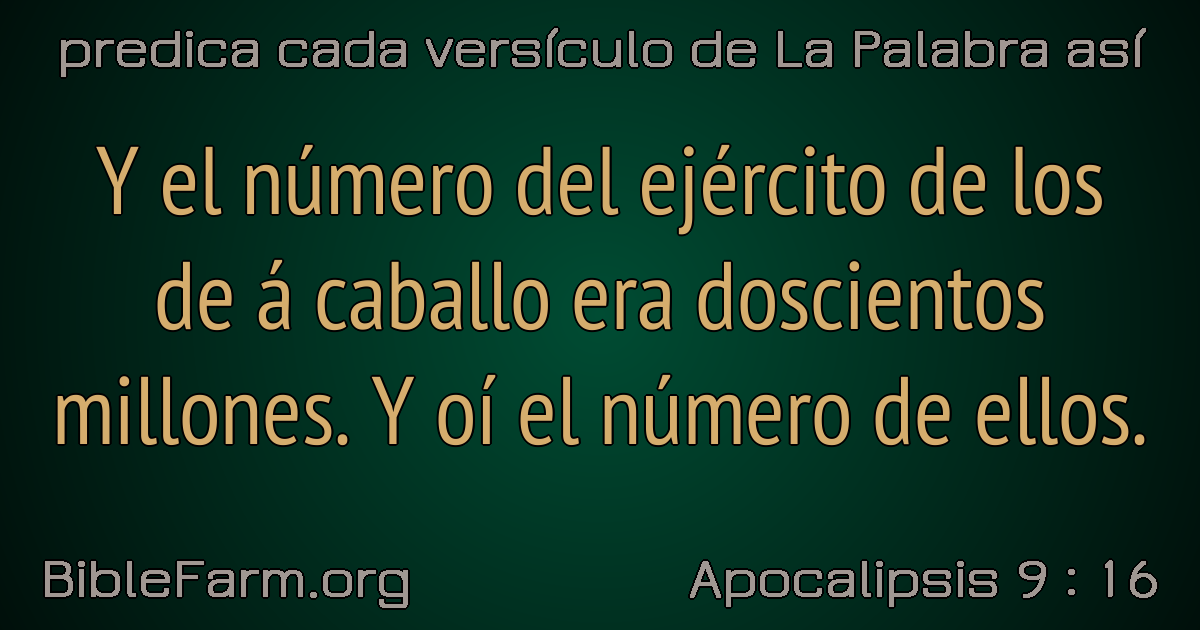 predica cada versículo de La Palabra así
Y el número del ejército de los
de á caballo era doscientos
millones. Y oí el número de ellos.
BibleFarm.org
Apocalipsis 9 : 16